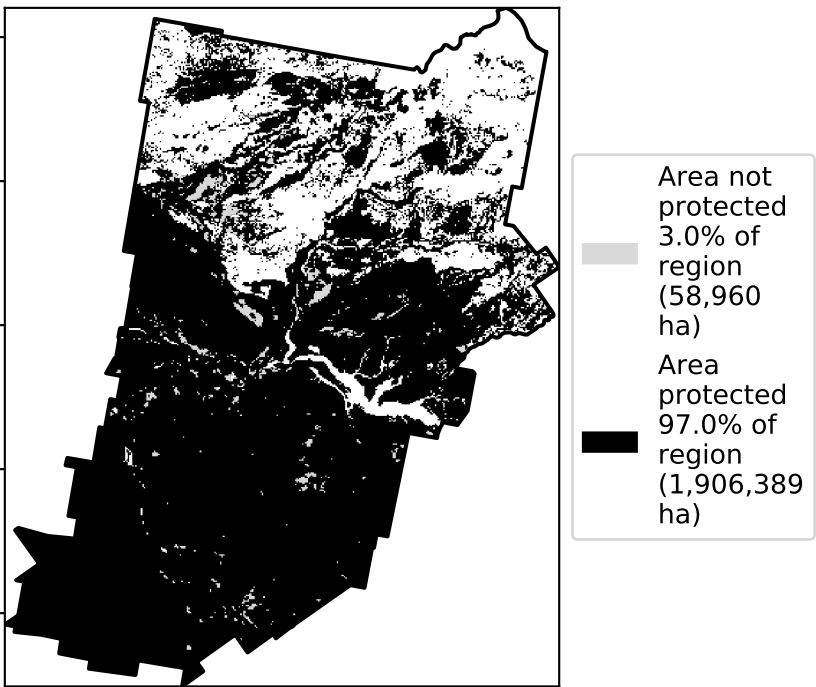 Area not
protected
3.0% of
region
(58,960
ha)
Area
protected
97.0% of
region
(1,906,389
ha)